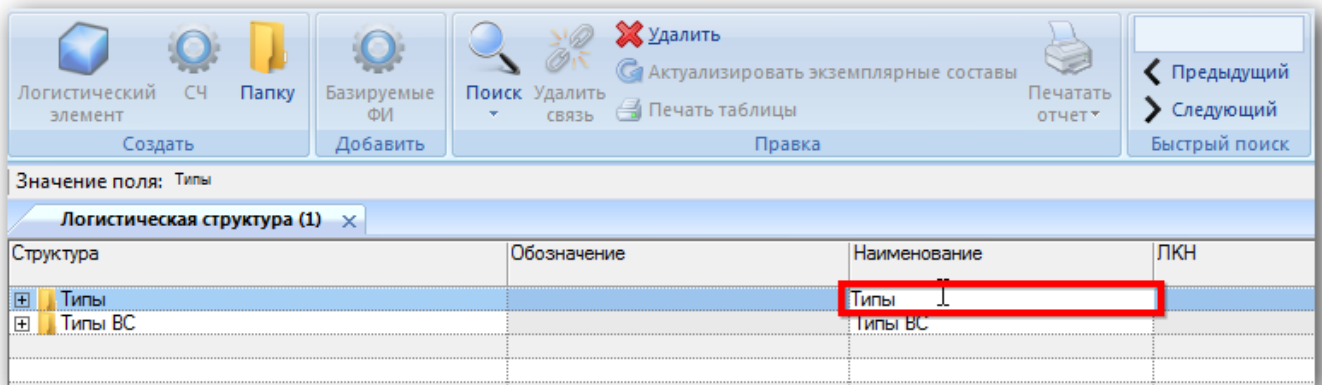 Логистический элемент
СЧ
Папку
Создать
Базируемые ФИ
Добавить
Поиск
Удалить связь
Удалить
Актуализировать экземплярные составы
Печать таблицы
Печатать отчет
Правка
Предыдущий
Следующий
Быстрый поиск
Значение поля: Типы
Логистическая структура (1)
Структура Обозначение Наименование ЛКН
Типы Типы
Типы ВС Типы ВС